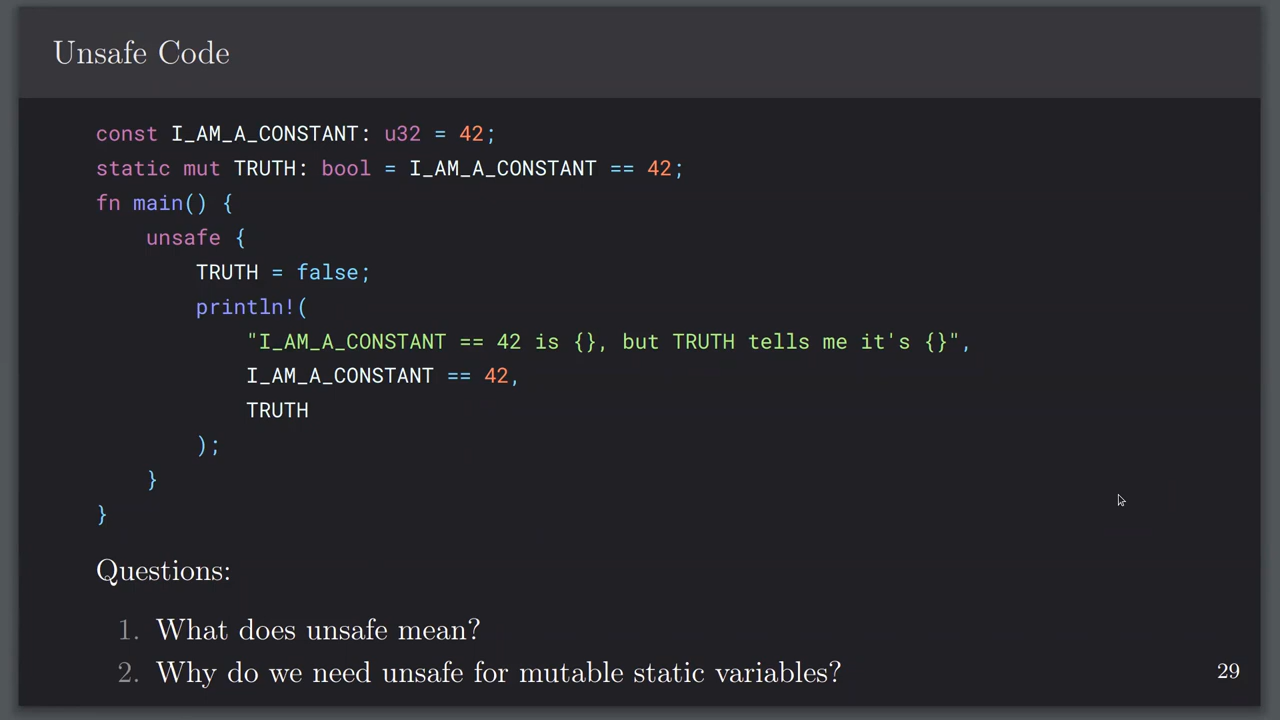 Unsafe Code
const I_AM_A_CONSTANT: u32 = 42;
static mut TRUTH: bool = I_AM_A_CONSTANT == 42;
fn main() {
    unsafe {
        TRUTH = false;
        println!(
            "I_AM_A_CONSTANT == 42 is {}, but TRUTH tells me it's {}",
            I_AM_A_CONSTANT == 42,
            TRUTH
        );
    }
}
Questions:
1. What does unsafe mean?
2. Why do we need unsafe for mutable static variables?
29